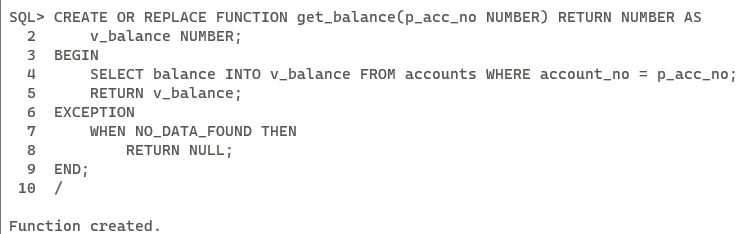 SQL> CREATE OR REPLACE FUNCTION get_balance(p_acc_no NUMBER) RETURN NUMBER AS
  2      v_balance NUMBER;
  3  BEGIN
  4      SELECT balance INTO v_balance FROM accounts WHERE account_no = p_acc_no;
  5      RETURN v_balance;
  6  EXCEPTION
  7      WHEN NO_DATA_FOUND THEN
  8          RETURN NULL;
  9  END;
 10  /
Function created.